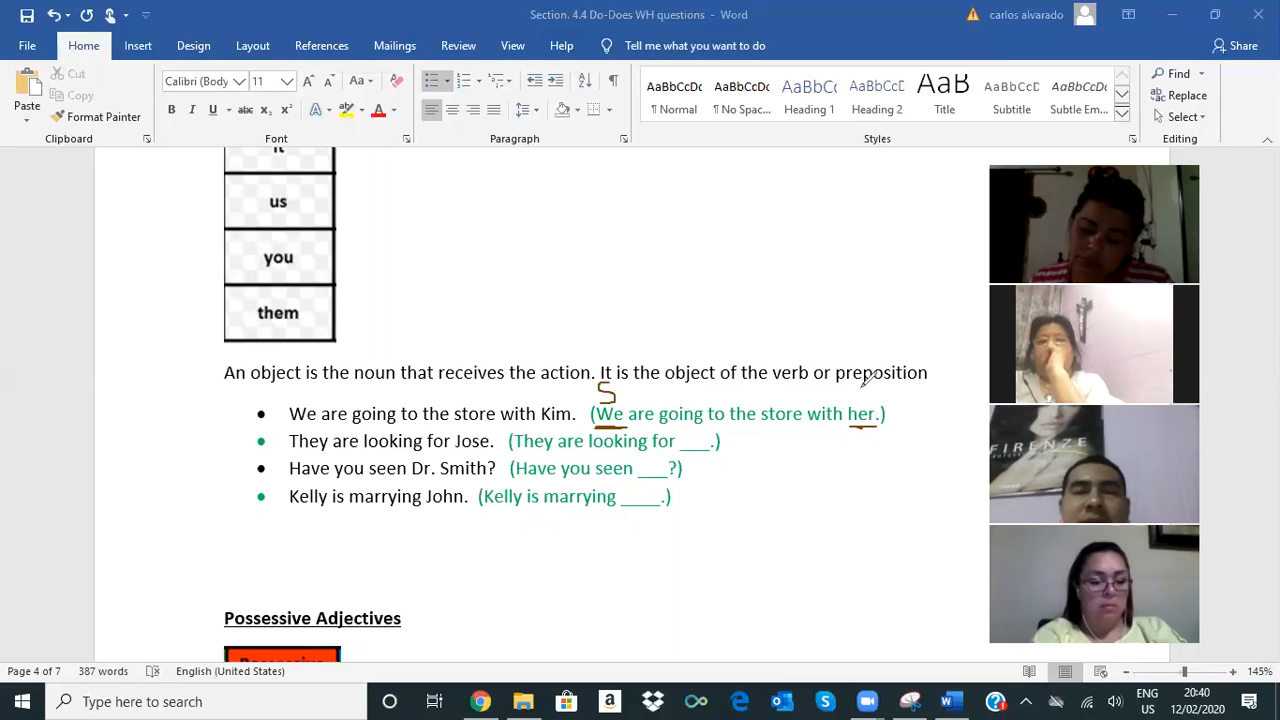 Section. 4.4 Do-Does WH questions - Word
carlos alvarado
File Home Insert Design Layout References Mailings Review View Help Tell me what you want to do Share
Paste
Cut
Copy
Format Painter
Clipboard
Calibri (Body 11
Font
Paragraph
AaBbCcDc AaBbCcDc AaBbCc AaBbCcD AaB AaBbCcD AaBbCcDc
¶ Normal ¶ No Spac... Heading 1 Heading 2 Title Subtitle Subtle Em...
Styles
Find
Replace
Select
Editing
it
us
you
them
An object is the noun that receives the action. It is the object of the verb or preposition
S
• We are going to the store with Kim. (We are going to the store with her.)
• They are looking for Jose. (They are looking for ___.)
• Have you seen Dr. Smith? (Have you seen ___?)
• Kelly is marrying John. (Kelly is marrying ____.)
FIRENZE
Possessive Adjectives
Possessive
Page 4 of 7 387 words English (United States) 145%
Type here to search
ENG
US
20:40
12/02/2020